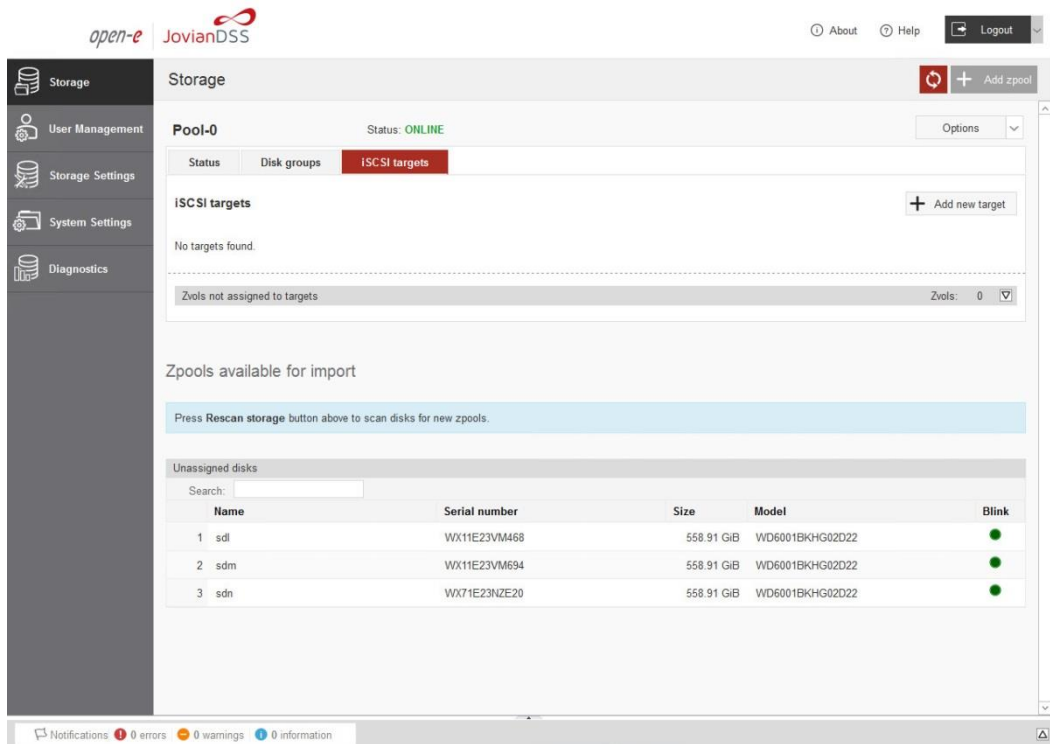 open-e JovianDSS
About Help Logout
Storage
User Management
Storage Settings
System Settings
Diagnostics
Storage
Add zpool
Pool-0 Status: ONLINE Options
Status Disk groups iSCSI targets
iSCSI targets Add new target
No targets found.
Zvols not assigned to targets Zvols: 0
Zpools available for import
Press Rescan storage button above to scan disks for new zpools.
Unassigned disks
Search:
Name Serial number Size Model Blink
1 sdl WX11E23VM468 558.91 GiB WD6001BKHG02D22
2 sdm WX11E23VM694 558.91 GiB WD6001BKHG02D22
3 sdn WX71E23NZE20 558.91 GiB WD6001BKHG02D22
Notifications 0 errors 0 warnings 0 information